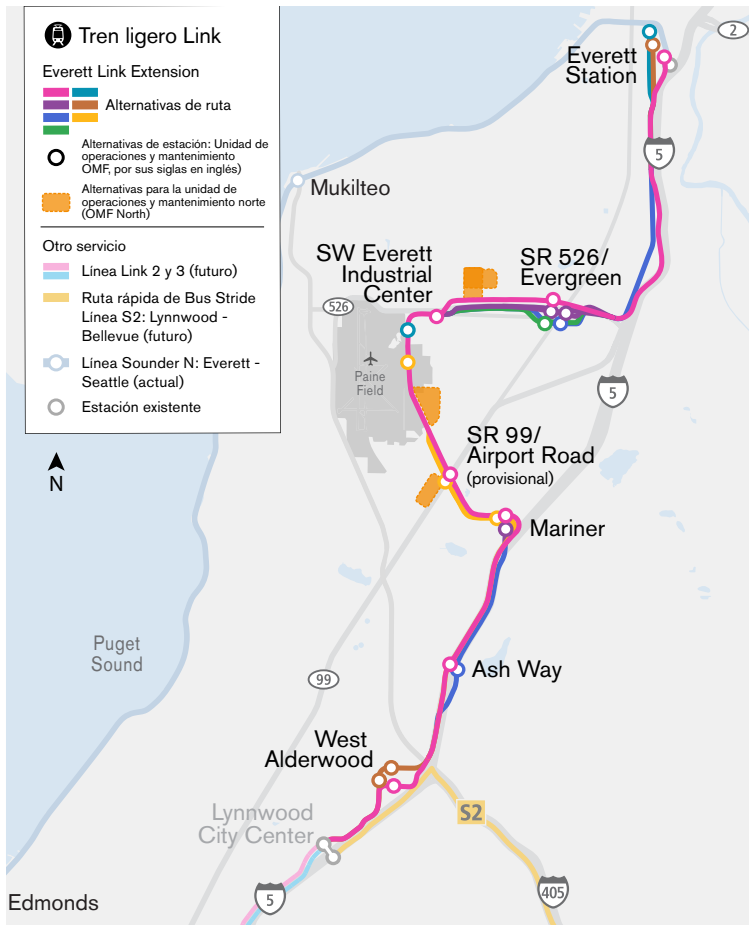 Tren ligero Link
Everett Link Extension
Alternativas de ruta
Alternativas de estación: Unidad de
operaciones y mantenimiento
OMF, por sus siglas en inglés)
Alternativas para la unidad de
operaciones y mantenimiento norte
(OMF North)
Otro servicio
Línea Link 2 y 3 (futuro)
Ruta rápida de Bus Stride
Línea S2: Lynnwood -
Bellevue (futuro)
Línea Sounder N: Everett -
Seattle (actual)
Estación existente
N
2
Everett
Station
5
Mukilteo
SW Everett
Industrial
Center
SR 526/
Evergreen
526
Paine
Field
5
SR 99/
Airport Road
(provisional)
Mariner
Puget
Sound
Ash Way
99
West
Alderwood
Lynnwood
City Center
S2
5
405
Edmonds